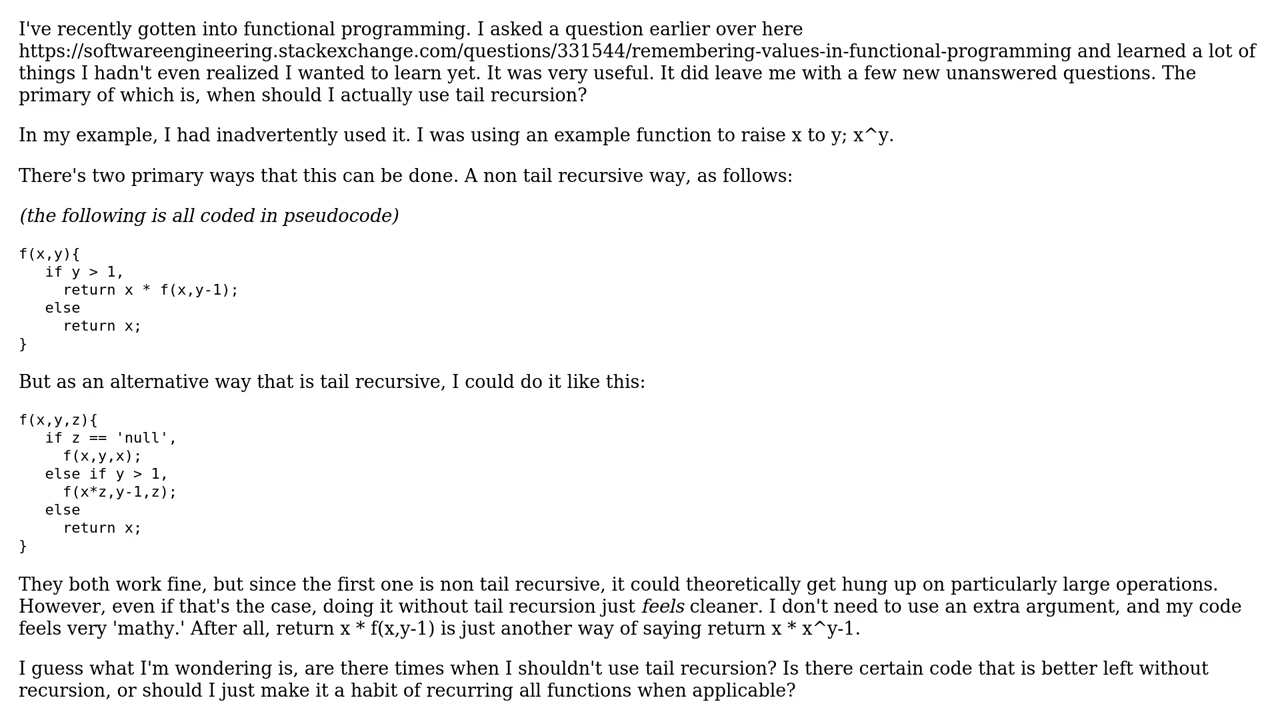 I've recently gotten into functional programming. I asked a question earlier over here
https://softwareengineering.stackexchange.com/questions/331544/remembering-values-in-functional-programming and learned a lot of
things I hadn't even realized I wanted to learn yet. It was very useful. It did leave me with a few new unanswered questions. The
primary of which is, when should I actually use tail recursion?
In my example, I had inadvertently used it. I was using an example function to raise x to y; x^y.
There's two primary ways that this can be done. A non tail recursive way, as follows:
(the following is all coded in pseudocode)
f(x,y){
   if y > 1,
     return x * f(x,y-1);
   else
     return x;
}
But as an alternative way that is tail recursive, I could do it like this:
f(x,y,z){
   if z == 'null',
     f(x,y,x);
   else if y > 1,
     f(x*z,y-1,z);
   else
     return x;
}
They both work fine, but since the first one is non tail recursive, it could theoretically get hung up on particularly large operations.
However, even if that's the case, doing it without tail recursion just feels cleaner. I don't need to use an extra argument, and my code
feels very 'mathy.' After all, return x * f(x,y-1) is just another way of saying return x * x^y-1.
I guess what I'm wondering is, are there times when I shouldn't use tail recursion? Is there certain code that is better left without
recursion, or should I just make it a habit of recurring all functions when applicable?